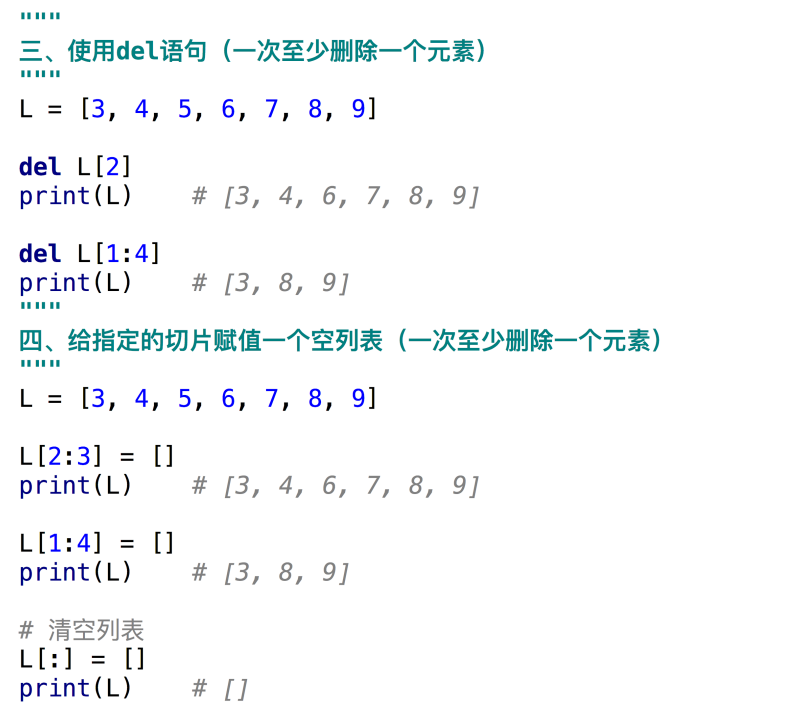 """
三、使用del语句（一次至少删除一个元素）
"""
L = [3, 4, 5, 6, 7, 8, 9]
del L[2]
print(L)    # [3, 4, 6, 7, 8, 9]
del L[1:4]
print(L)    # [3, 8, 9]
"""
四、给指定的切片赋值一个空列表（一次至少删除一个元素）
"""
L = [3, 4, 5, 6, 7, 8, 9]
L[2:3] = []
print(L)    # [3, 4, 6, 7, 8, 9]
L[1:4] = []
print(L)    # [3, 8, 9]
# 清空列表
L[:] = []
print(L)    # []